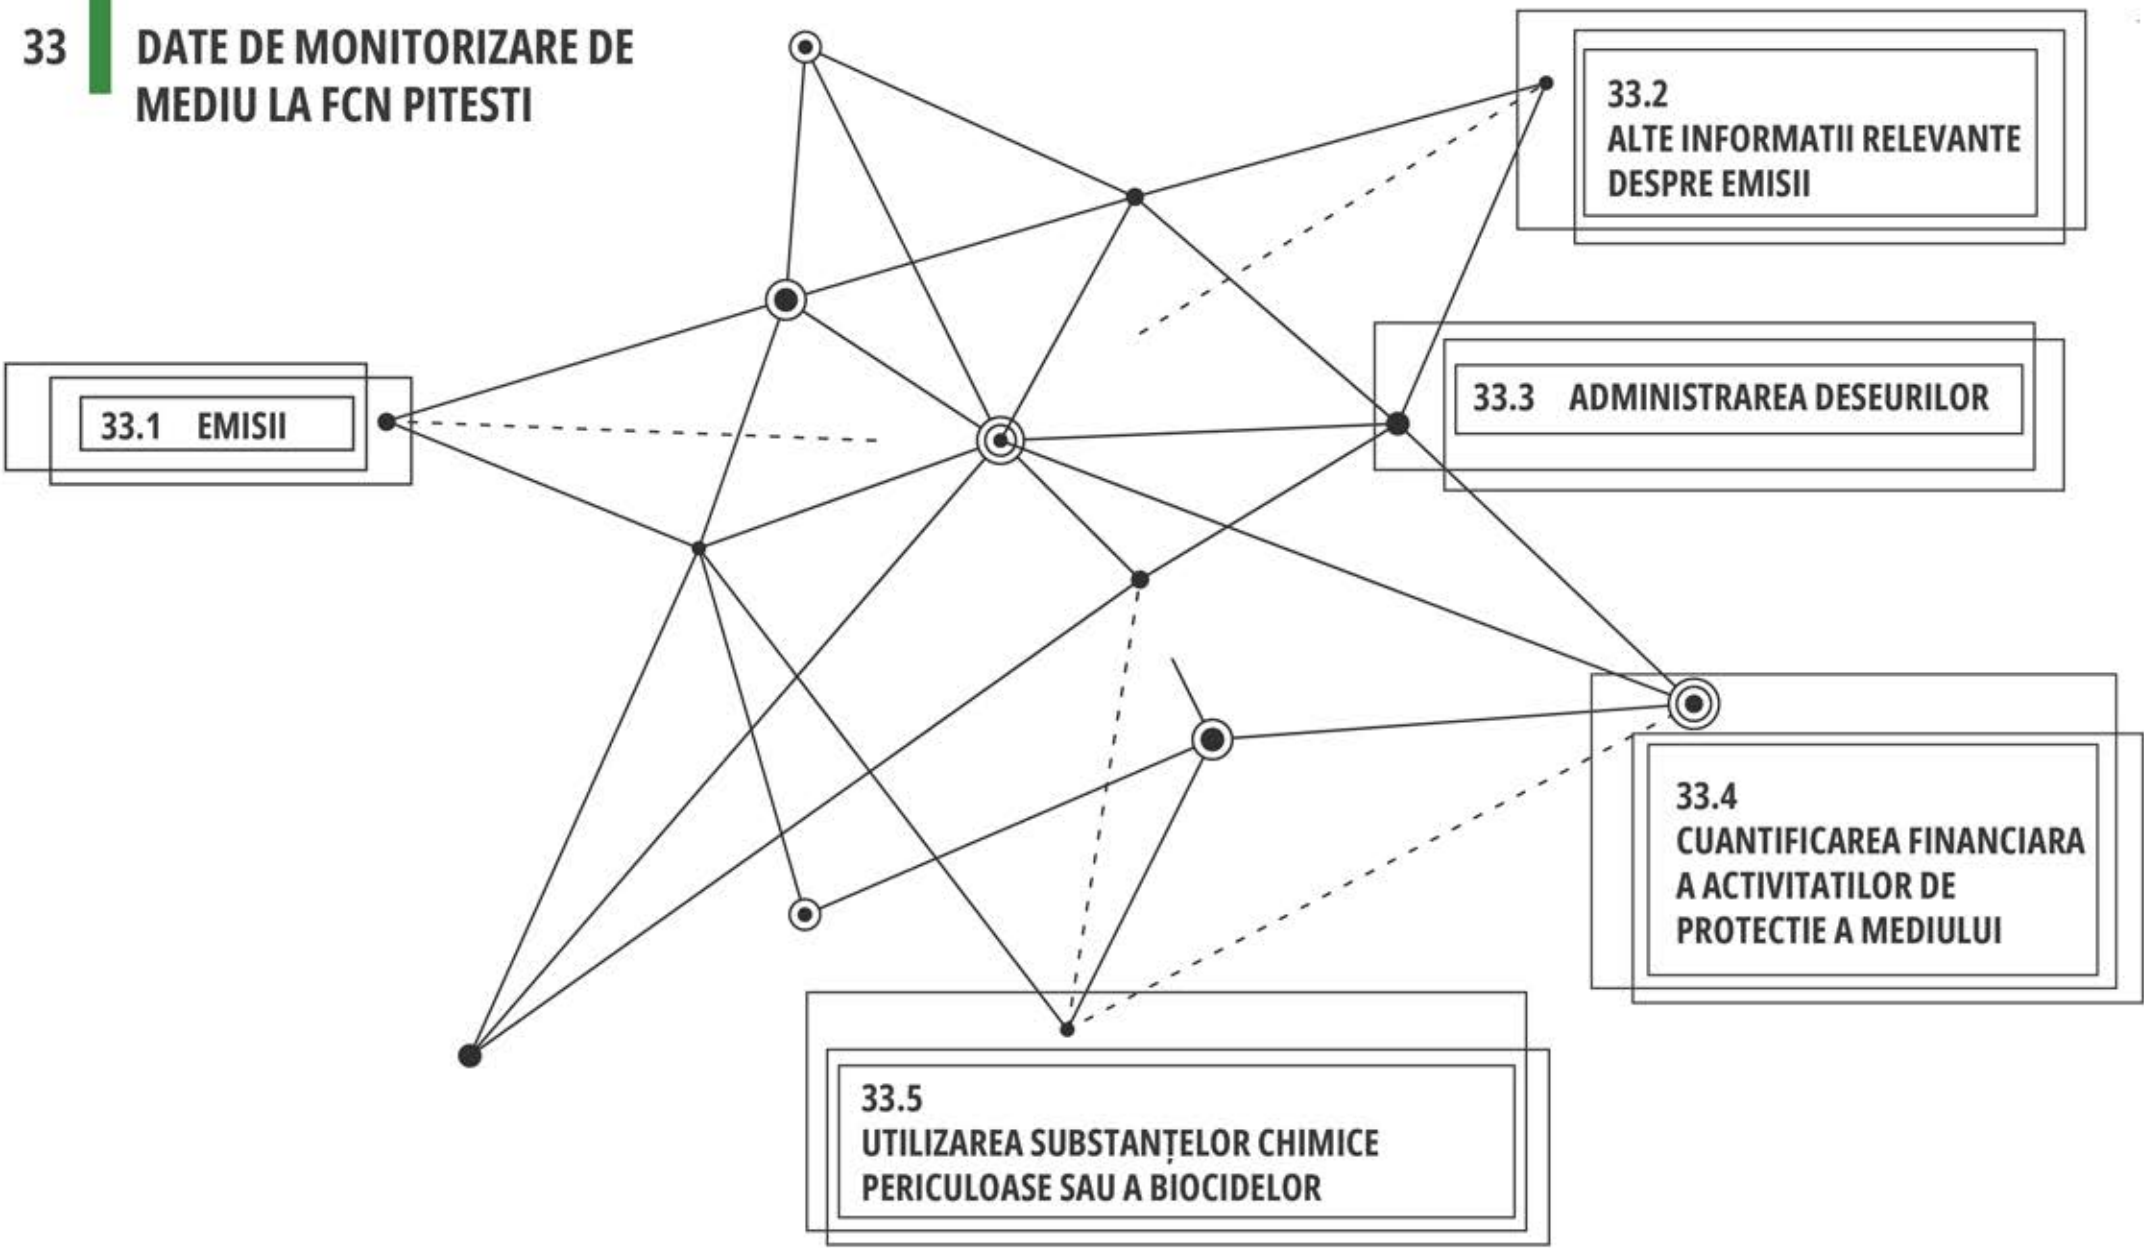 33 DATE DE MONITORIZARE DE
MEDIU LA FCN PITESTI
33.1 EMISII
33.2
ALTE INFORMATII RELEVANTE
DESPRE EMISII
33.3 ADMINISTRAREA DESEURILOR
33.4
CUANTIFICAREA FINANCIARA
A ACTIVITATILOR DE
PROTECTIE A MEDIULUI
33.5
UTILIZAREA SUBSTANȚELOR CHIMICE
PERICULOASE SAU A BIOCIDELOR